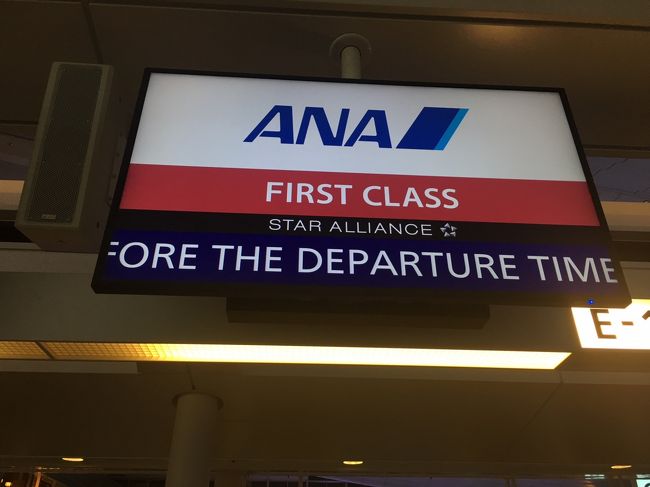 ANA
FIRST CLASS
STAR ALLIANCE
FORE THE DEPARTURE TIME
E-